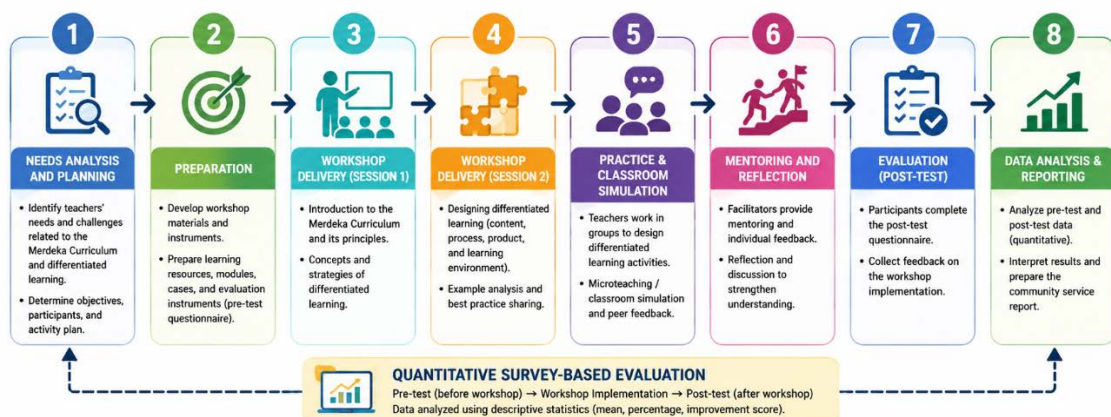 1
NEEDS ANALYSIS
AND PLANNING
• Identify teachers'
needs and challenges
related to the
Merdeka Curriculum
and differentiated
learning.
• Determine objectives,
participants, and
activity plan.
2
PREPARATION
• Develop workshop
materials and
instruments.
• Prepare learning
resources, modules,
cases, and evaluation
instruments (pre-test
questionnaire).
3
WORKSHOP
DELIVERY (SESSION 1)
• Introduction to the
Merdeka Curriculum
and its principles.
• Concepts and
strategies of
differentiated
learning.
4
WORKSHOP
DELIVERY (SESSION 2)
• Designing differentiated
learning (content,
process, product,
and learning
environment).
• Example analysis and
best practice sharing.
5
PRACTICE &
CLASSROOM
SIMULATION
• Teachers work in
groups to design
differentiated
learning activities.
• Microteaching /
classroom simulation
and peer feedback.
6
MENTORING AND
REFLECTION
• Facilitators provide
mentoring and
individual feedback.
• Reflection and
discussion to
strengthen
understanding.
7
EVALUATION
(POST-TEST)
• Participants complete
the post-test
questionnaire.
• Collect feedback on
the workshop
implementation.
8
DATA ANALYSIS &
REPORTING
• Analyze pre-test and
post-test data
(quantitative).
• Interpret results and
prepare the
community service
report.
QUANTITATIVE SURVEY-BASED EVALUATION
Pre-test (before workshop) → Workshop Implementation → Post-test (after workshop)
Data analyzed using descriptive statistics (mean, percentage, improvement score).